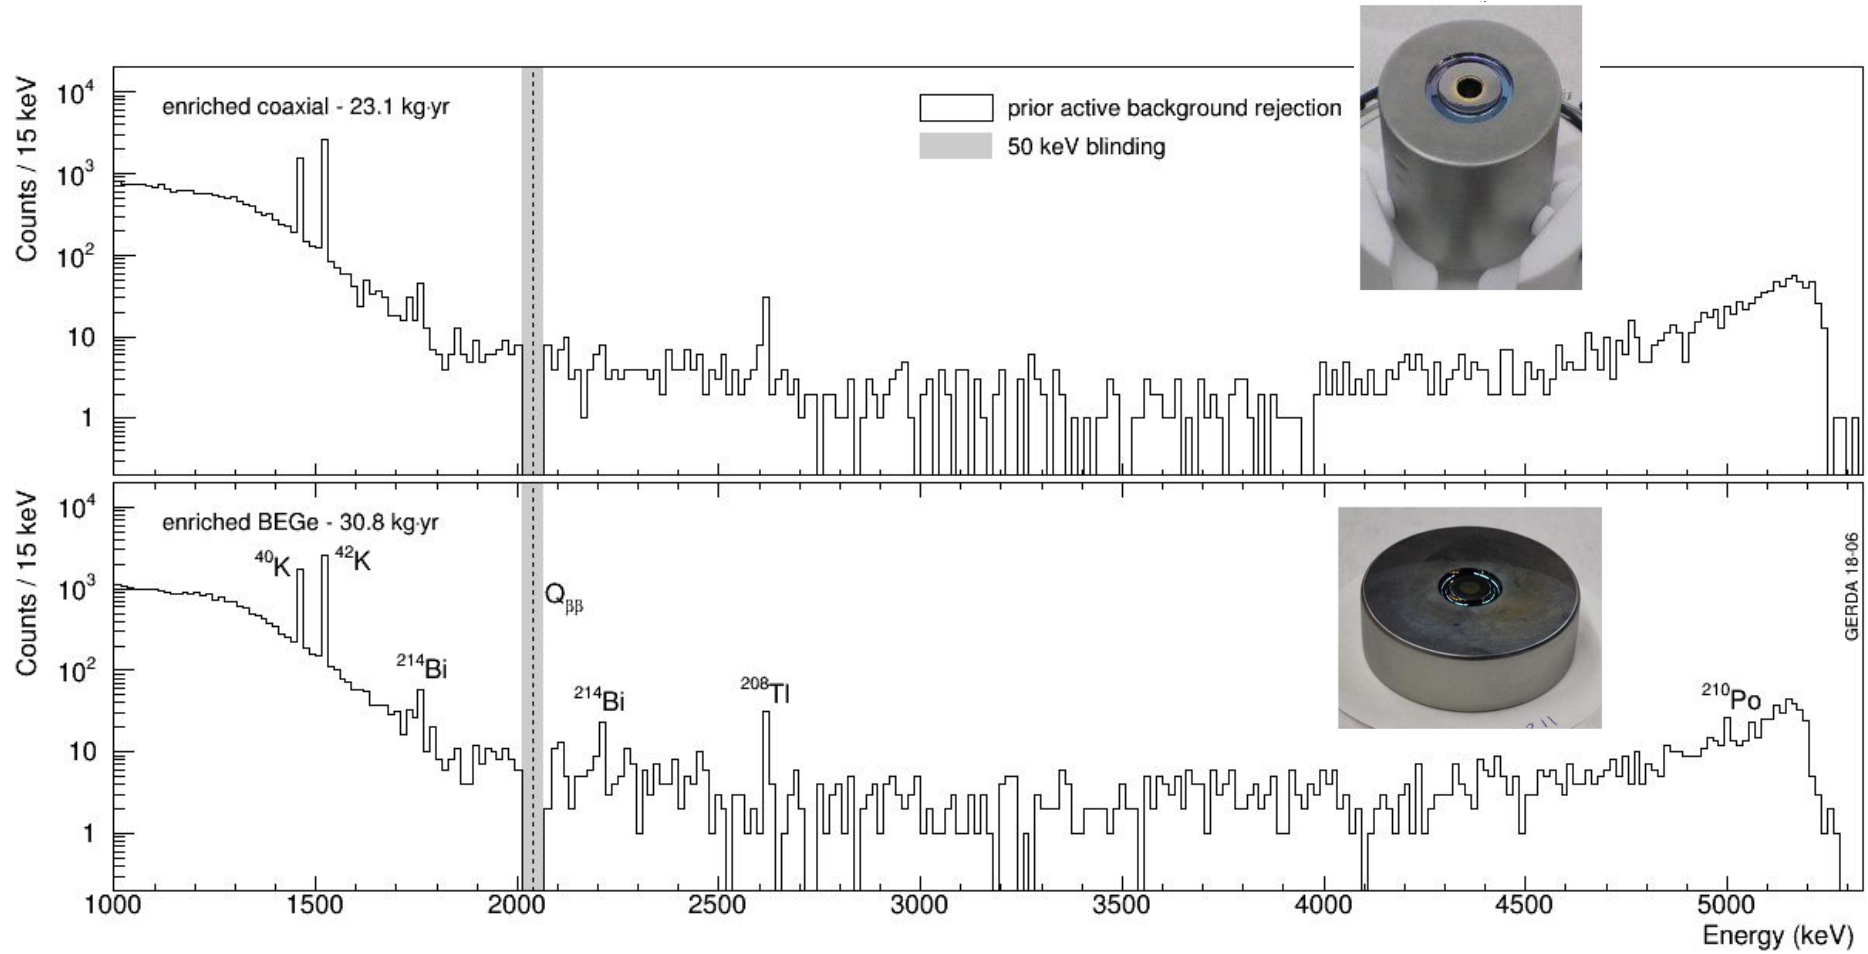 10⁴
enriched coaxial - 23.1 kg·yr
prior active background rejection
50 keV blinding
10³
10²
10
1
Counts / 15 keV
10⁴
enriched BEGe - 30.8 kg·yr
⁴⁰K
⁴²K
10³
Qββ
²¹⁴Bi
10²
²¹⁴Bi
²⁰⁸Tl
²¹⁰Po
10
1
Counts / 15 keV
GERDA 18-06
1000 1500 2000 2500 3000 3500 4000 4500 5000
Energy (keV)